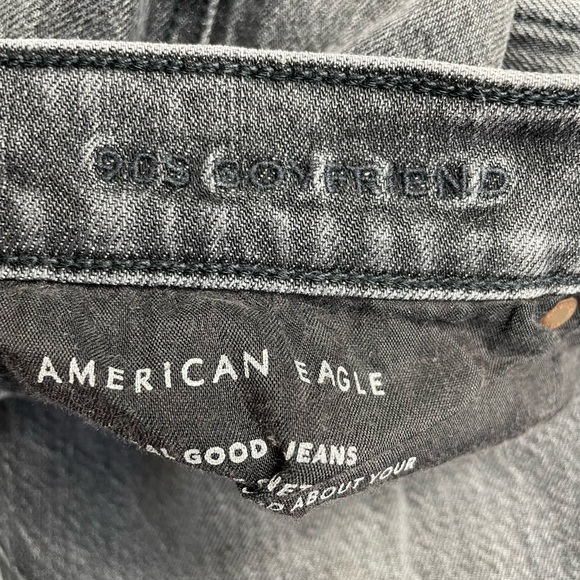 90S BOYFRIEND
AMERICAN EAGLE
GOOD JEANS
ABOUT YOUR